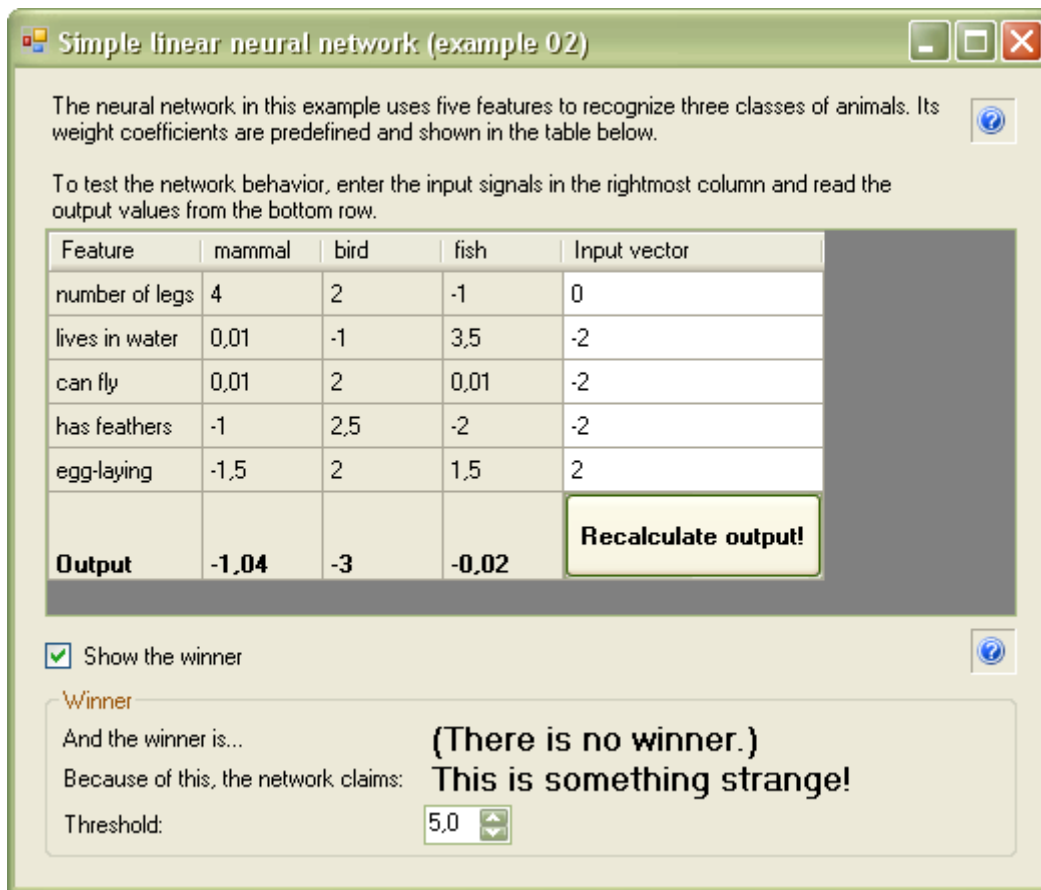 Simple linear neural network (example 02)
The neural network in this example uses five features to recognize three classes of animals. Its
weight coefficients are predefined and shown in the table below.
To test the network behavior, enter the input signals in the rightmost column and read the
output values from the bottom row.
Feature mammal bird fish Input vector
number of legs 4 2 -1 0
lives in water 0,01 -1 3,5 -2
can fly 0,01 2 0,01 -2
has feathers -1 2,5 -2 -2
egg-laying -1,5 2 1,5 2
Recalculate output!
Output -1,04 -3 -0,02
Show the winner
Winner
And the winner is... (There is no winner.)
Because of this, the network claims: This is something strange!
Threshold: 5,0